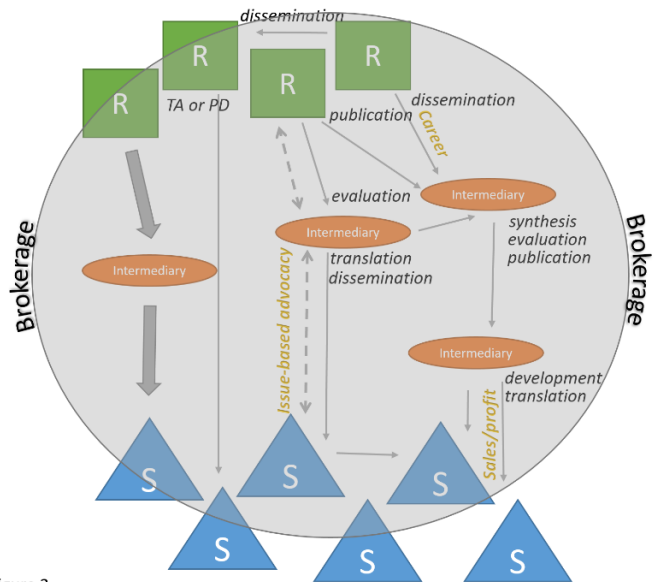 dissemination
R
R
R
R
TA or PD
publication
dissemination
Career
evaluation
Intermediary
Intermediary
synthesis
evaluation
publication
translation
dissemination
Brokerage
Brokerage
Intermediary
Issue-based advocacy
Intermediary
development
translation
Sales/profit
S
S
S
S
S
S